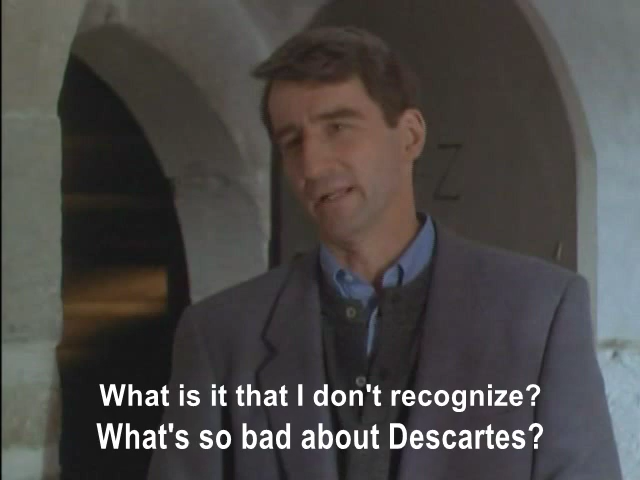 -Z
What is it that I don't recognize?
What's so bad about Descartes?